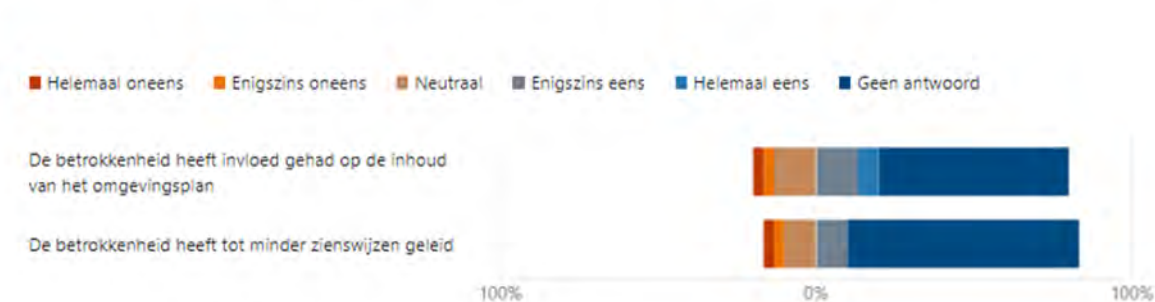 Helemaal oneens Enigszins oneens Neutraal Enigszins eens Helemaal eens Geen antwoord
De betrokkenheid heeft invloed gehad op de inhoud
van het omgevingsplan
De betrokkenheid heeft tot minder zienswijzen geleid
100% 0% 100%